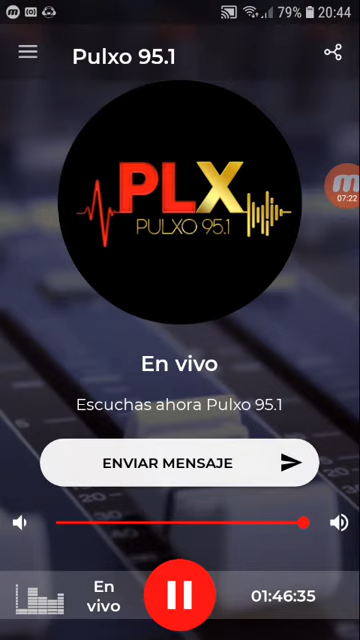 79% 20:44
Pulxo 95.1
PLX
PULXO 95.1
07:22
En vivo
Escuchas ahora Pulxo 95.1
ENVIAR MENSAJE
En
vivo
01:46:35